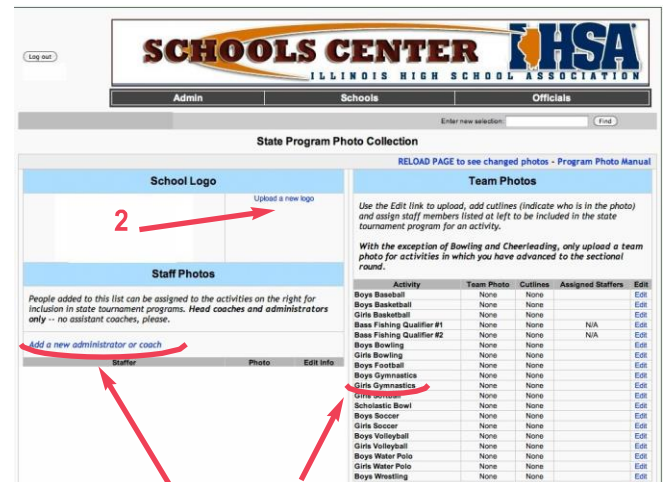 Log out
SCHOOLS CENTER IHSA
ILLINOIS HIGH SCHOOL ASSOCIATION
Admin Schools Officials
Enter new selection: Find
State Program Photo Collection
RELOAD PAGE to see changed photos - Program Photo Manual
School Logo
Upload a new logo
2
Staff Photos
People added to this list can be assigned to the activities on the right for
inclusion in state tournament programs. Head coaches and administrators
only -- no assistant coaches, please.
Add a new administrator or coach
Staffer Photo Edit Info
Team Photos
Use the Edit link to upload, add cutlines (indicate who is in the photo)
and assign staff members listed at left to be included in the state
tournament program for an activity.
With the exception of Bowling and Cheerleading, only upload a team
photo for activities in which you have advanced to the sectional
round.
Activity Team Photo Cutlines Assigned Staffers Edit
Boys Baseball None None Edit
Boys Basketball None None Edit
Girls Basketball None None Edit
Bass Fishing Qualifier #1 None None N/A Edit
Bass Fishing Qualifier #2 None None N/A Edit
Boys Bowling None None Edit
Girls Bowling None None Edit
Boys Football None None Edit
Boys Gymnastics None None Edit
Girls Gymnastics None None Edit
Girls Softball None None Edit
Scholastic Bowl None None Edit
Boys Soccer None None Edit
Girls Soccer None None Edit
Boys Volleyball None None Edit
Girls Volleyball None None Edit
Boys Water Polo None None Edit
Girls Water Polo None None Edit
Boys Wrestling None None Edit